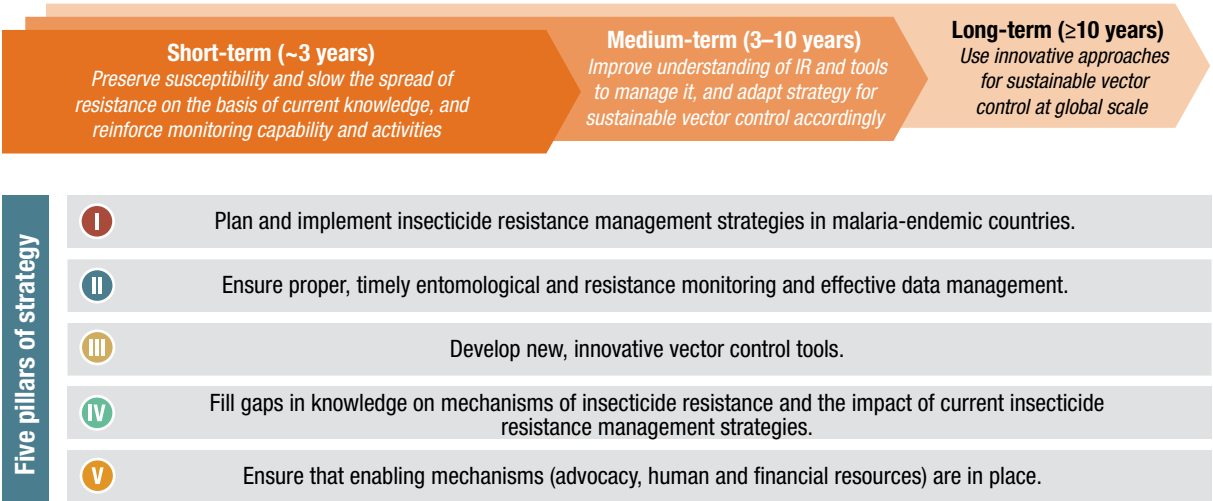 Short-term (~3 years)
Preserve susceptibility and slow the spread of
resistance on the basis of current knowledge, and
reinforce monitoring capability and activities
Medium-term (3–10 years)
Improve understanding of IR and tools
to manage it, and adapt strategy for
sustainable vector control accordingly
Long-term (≥10 years)
Use innovative approaches
for sustainable vector
control at global scale
Five pillars of strategy
I
Plan and implement insecticide resistance management strategies in malaria-endemic countries.
II
Ensure proper, timely entomological and resistance monitoring and effective data management.
III
Develop new, innovative vector control tools.
IV
Fill gaps in knowledge on mechanisms of insecticide resistance and the impact of current insecticide
resistance management strategies.
V
Ensure that enabling mechanisms (advocacy, human and financial resources) are in place.